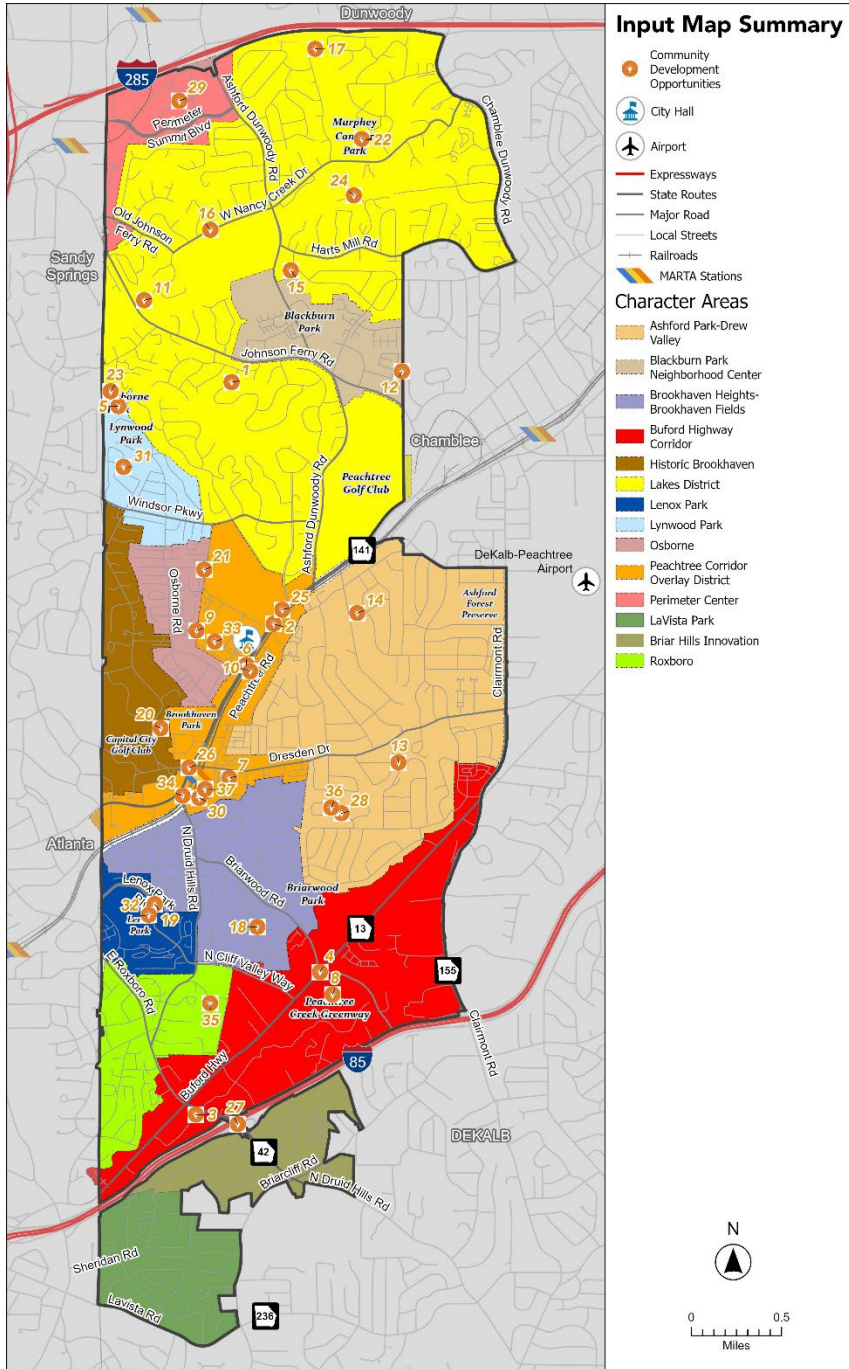 Dunwoody
Input Map Summary
Community
Development
Opportunities
City Hall
Airport
Expressways
State Routes
Major Road
Local Streets
Railroads
MARTA Stations
Character Areas
Ashford Park-Drew
Valley
Blackburn Park
Neighborhood Center
Brookhaven Heights-
Brookhaven Fields
Buford Highway
Corridor
Historic Brookhaven
Lakes District
Lenox Park
Lynwood Park
Osborne
Peachtree Corridor
Overlay District
Perimeter Center
LaVista Park
Briar Hills Innovation
Roxboro
N
0 0.5
Miles
17
285
29
Perimeter
Summit Blvd
Ashford Dunwoody Rd
Murphey
Park
22
Chamblee Dunwoody Rd
24
W Nancy Creek Dr
16
Old Johnson
Ferry Rd
Harts Mill Rd
Sandy
Springs
15
11
Blackburn
Park
Johnson Ferry Rd
1
12
23
5
Lynwood
Park
31
Chamblee
Ashford Dunwoody Rd
Peachtree
Golf Club
Windsor Pkwy
141
DeKalb-Peachtree
Airport
21
Osborne Rd
25
14
Ashford
Forest
Preserve
9
33
2
6
10
Peachtree Rd
Clairmont Rd
20
Brookhaven
Park
Capital City
Golf Club
26
7
Dresden Dr
13
34
37
30
36
28
Atlanta
N Druid Hills Rd
Briarwood Rd
Briarwood
Park
Lenox Park
32
19
Park
18
13
E Roxboro Rd
N Cliff Valley Way
4
155
8
Peachtree
Creek Greenway
35
Clairmont Rd
Buford Hwy
85
3
27
DEKALB
42
Briarcliff Rd
N Druid Hills Rd
Sheridan Rd
Lavista Rd
236